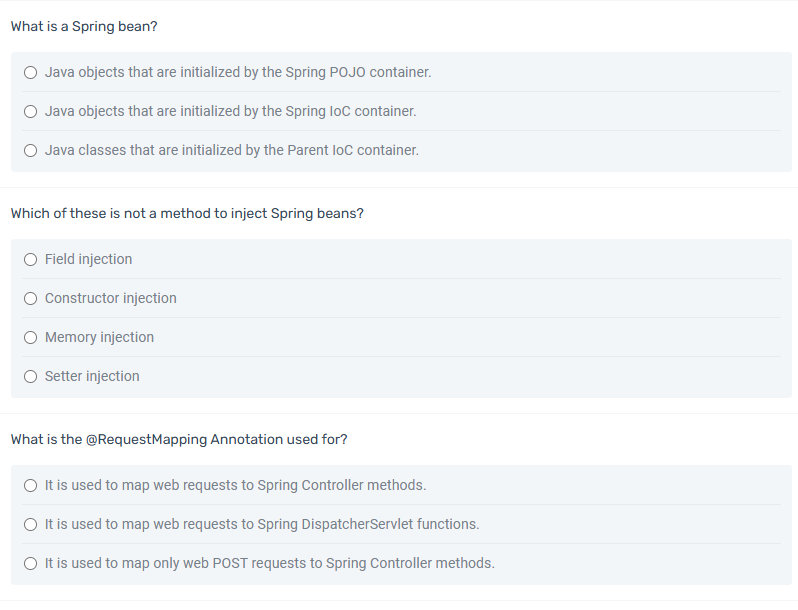 What is a Spring bean?
Java objects that are initialized by the Spring POJO container.
Java objects that are initialized by the Spring IoC container.
Java classes that are initialized by the Parent IoC container.
Which of these is not a method to inject Spring beans?
Field injection
Constructor injection
Memory injection
Setter injection
What is the @RequestMapping Annotation used for?
It is used to map web requests to Spring Controller methods.
It is used to map web requests to Spring DispatcherServlet functions.
It is used to map only web POST requests to Spring Controller methods.